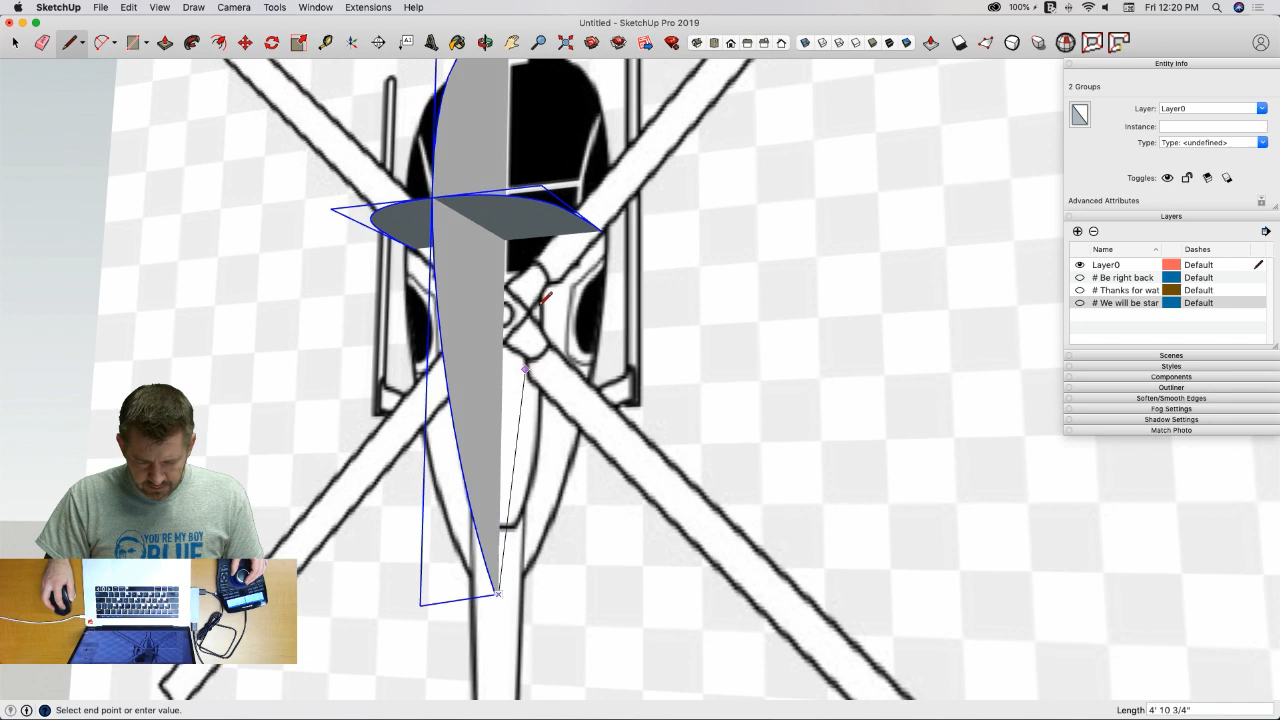 SketchUp File Edit View Draw Camera Tools Window Extensions Help
100% Fri 12:20 PM
Untitled - SketchUp Pro 2019
Entity Info
2 Groups
Layer: Layer0
Instance:
Type: Type: <undefined>
Toggles:
Advanced Attributes
Layers
Name Dashes
Layer0 Default
# Be right back Default
# Thanks for wat Default
# We will be star Default
Scenes
Styles
Components
Outliner
Soften/Smooth Edges
Fog Settings
Shadow Settings
Match Photo
YOU'RE MY BOY
BLUE
Select end point or enter value.
Length 4' 10 3/4"